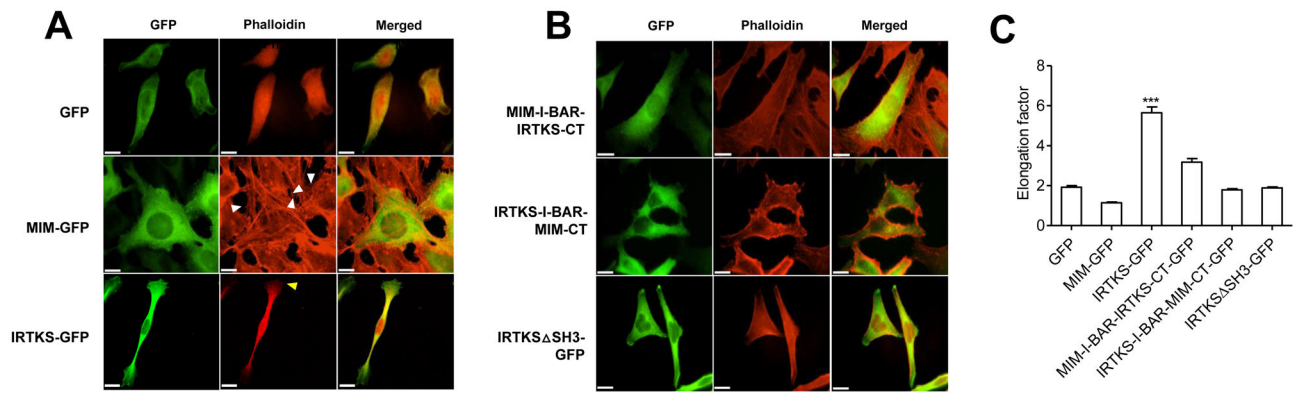 A
GFP Phalloidin Merged
GFP
MIM-GFP
IRTKS-GFP
B
GFP Phalloidin Merged
MIM-I-BAR-
IRTKS-CT
IRTKS-I-BAR-
MIM-CT
IRTKSΔSH3-
GFP
C
Elongation factor
8
6
4
2
0
***
GFP
MIM-GFP
IRTKS-GFP
MIM-I-BAR-IRTKS-CT-GFP
IRTKS-I-BAR-MIM-CT-GFP
IRTKSΔSH3-GFP